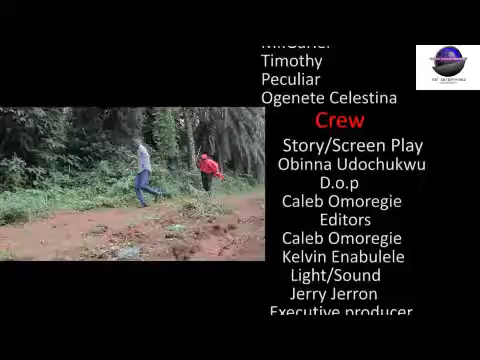 Timothy
Peculiar
Ogenete Celestina
Crew
Story/Screen Play
Obinna Udochukwu
D.o.p
Caleb Omoregie
Editors
Caleb Omoregie
Kelvin Enabulele
Light/Sound
Jerry Jerron
Executive producer